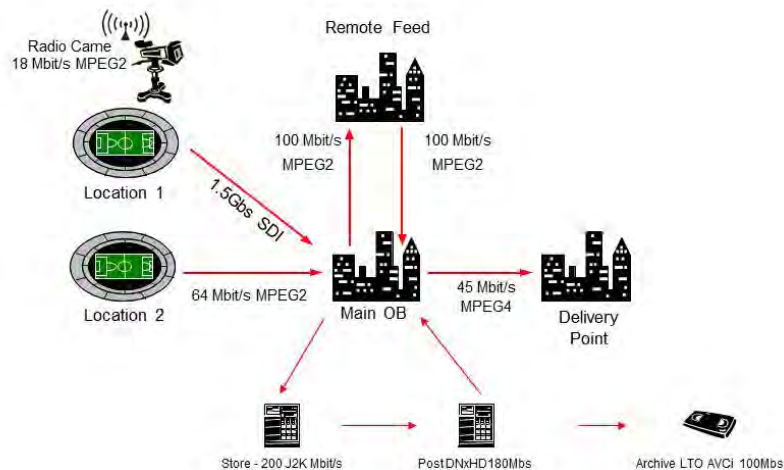 Remote Feed
Radio Came
18 Mbit/s MPEG2
100 Mbit/s
MPEG2
100 Mbit/s
MPEG2
Location 1
1.5Gbs SDI
64 Mbit/s MPEG2
Main OB
45 Mbit/s
MPEG4
Location 2
Delivery
Point
Store - 200 J2K Mbit/s
Post DNxHD180Mbs
Archive LTO AVCi 100Mbs